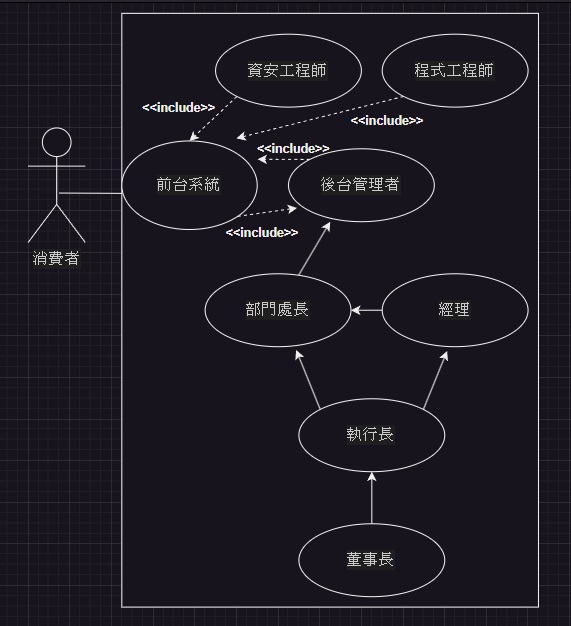 資安工程師
程式工程師
<<include>>
<<include>>
<<include>>
前台系統
後台管理者
<<include>>
消費者
部門處長
經理
執行長
董事長